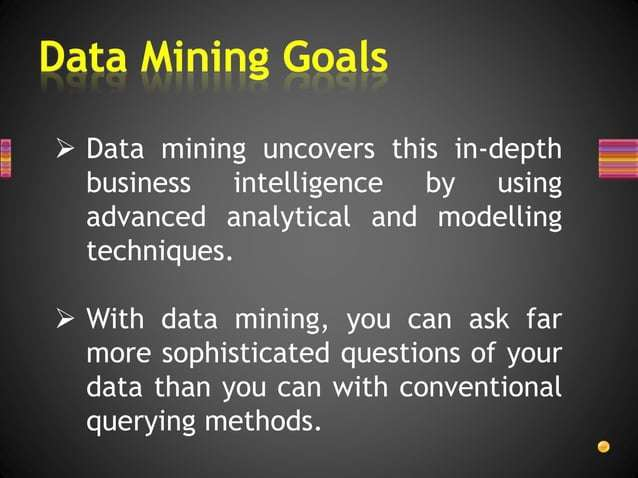 Data Mining Goals
➢ Data mining uncovers this in-depth
business intelligence by using
advanced analytical and modelling
techniques.
➢ With data mining, you can ask far
more sophisticated questions of your
data than you can with conventional
querying methods.